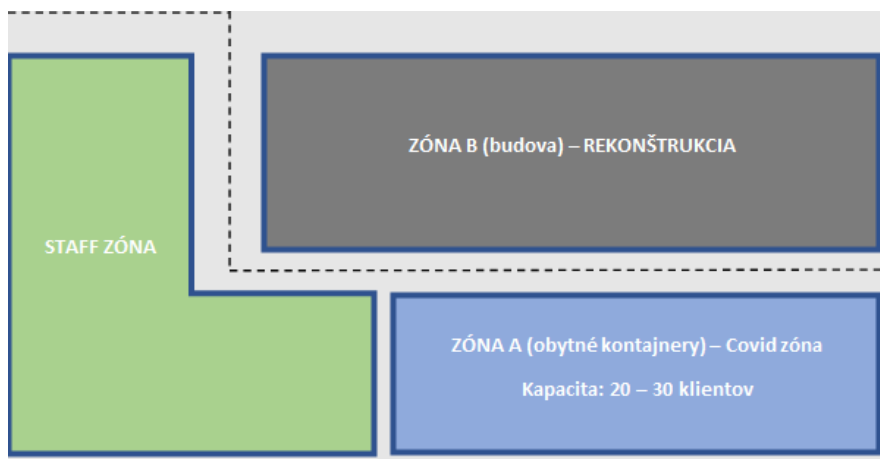 ZÓNA B (budova) – REKONŠTRUKCIA
STAFF ZÓNA
ZÓNA A (obytné kontajnery) – Covid zóna
Kapacita: 20 – 30 klientov